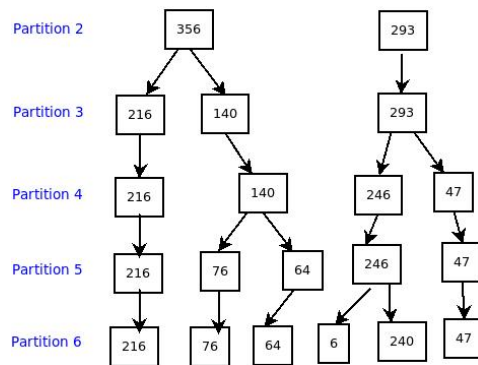 Partition 2 356 293
Partition 3 216 140 293
Partition 4 216 140 246 47
Partition 5 216 76 64 246 47
Partition 6 216 76 64 6 240 47